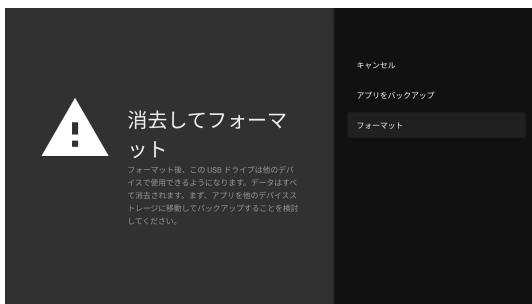 消去してフォーマ
ット
フォーマット後、この USB ドライブは他のデバ
イスで使用できるようになります。データはすべ
て消去されます。まず、アプリを他のデバイスス
トレージに移動してバックアップすることを検討
してください。
キャンセル
アプリをバックアップ
フォーマット